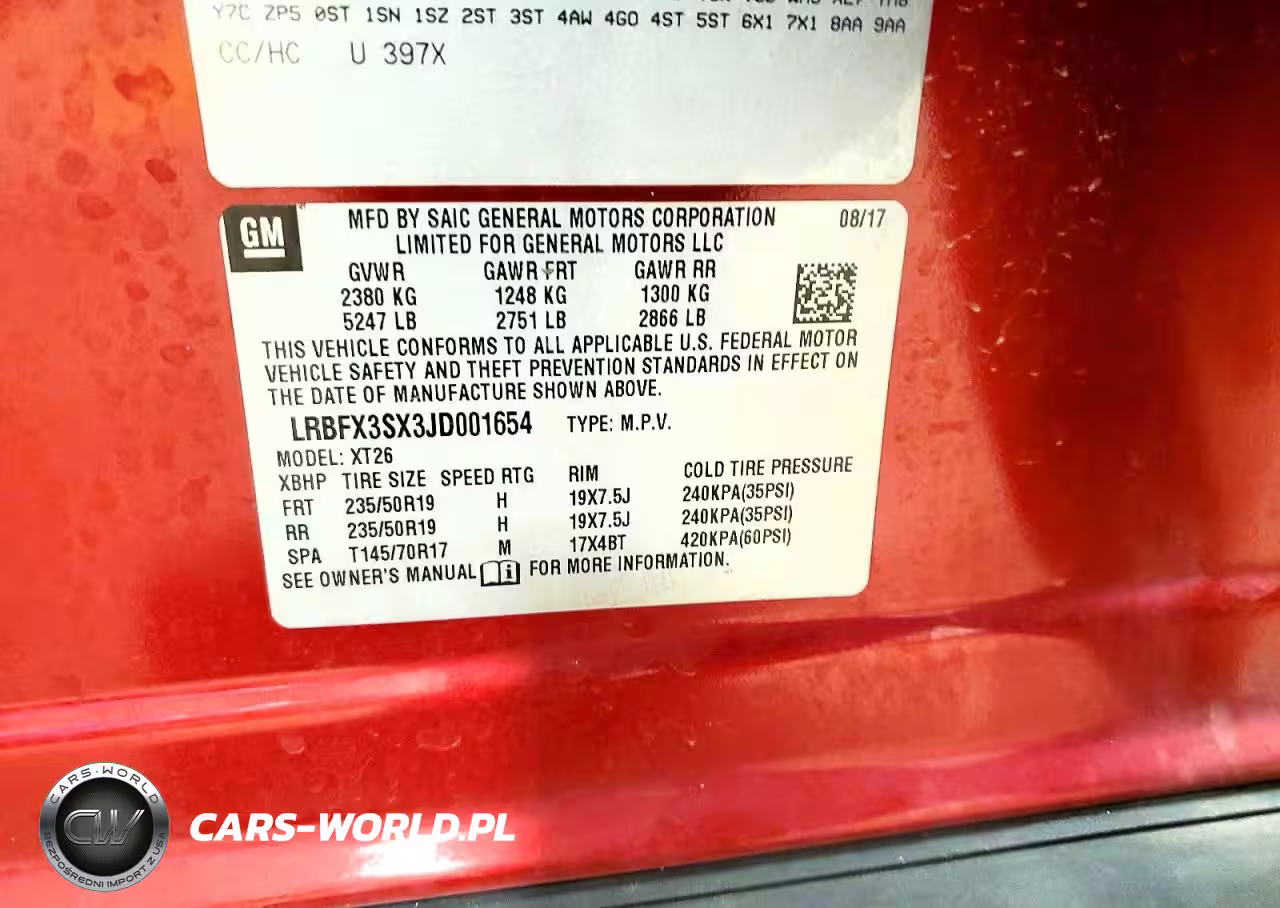 Y7C ZP5 0ST 1SN 1SZ 2ST 3ST 4AW 4GO 4ST 5ST 6X1 7X1 8AA 9AA
CC/HC U 397X
GM
MFD BY SAIC GENERAL MOTORS CORPORATION 08/17
LIMITED FOR GENERAL MOTORS LLC
GVWR GAWR FRT GAWR RR
2380 KG 1248 KG 1300 KG
5247 LB 2751 LB 2866 LB
THIS VEHICLE CONFORMS TO ALL APPLICABLE U.S. FEDERAL MOTOR
VEHICLE SAFETY AND THEFT PREVENTION STANDARDS IN EFFECT ON
THE DATE OF MANUFACTURE SHOWN ABOVE.
LRBFX3SX3JD001654 TYPE: M.P.V.
MODEL: XT26
XBHP TIRE SIZE SPEED RTG RIM COLD TIRE PRESSURE
FRT 235/50R19 H 19X7.5J 240KPA(35PSI)
RR 235/50R19 H 19X7.5J 240KPA(35PSI)
SPA T145/70R17 M 17X4BT 420KPA(60PSI)
SEE OWNER'S MANUAL i FOR MORE INFORMATION.
CARS-WORLD
CW
BEZPOŚREDNI IMPORT Z USA
CARS-WORLD.PL